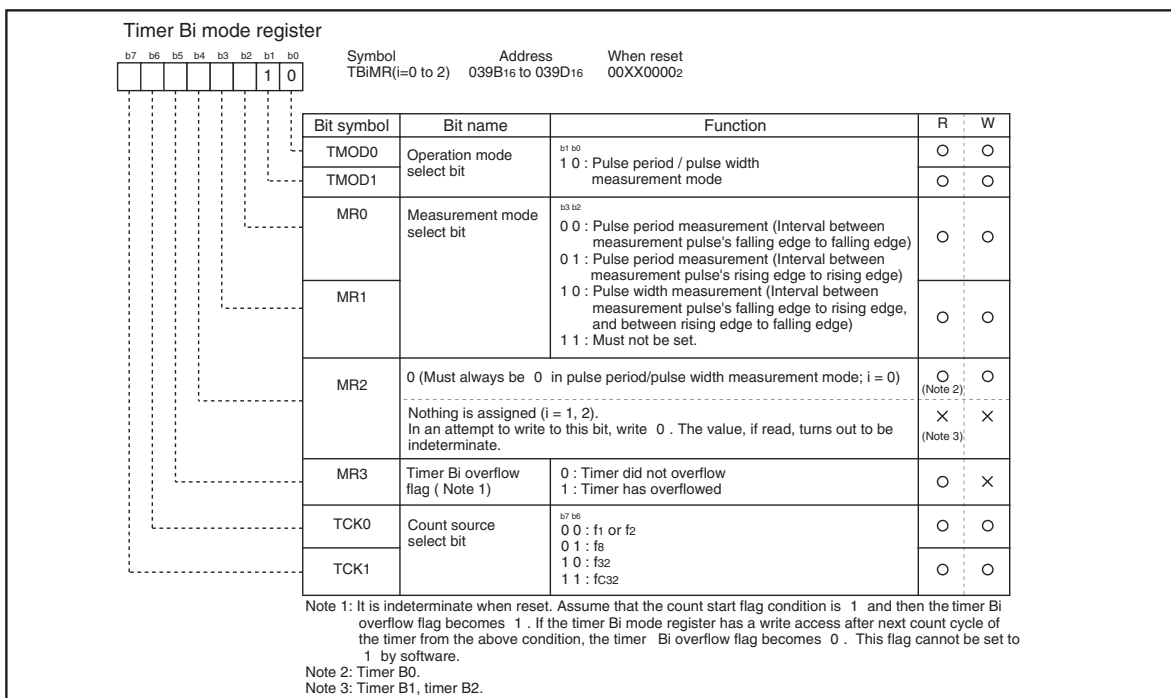 Timer Bi mode register
b7 b6 b5 b4 b3 b2 b1 b0
1 0
Symbol Address When reset
TBiMR(i=0 to 2) 039B16 to 039D16 00XX00002
Bit symbol Bit name Function R W
TMOD0 Operation mode select bit
b1 b0
1 0 : Pulse period / pulse width
measurement mode
TMOD1
MR0 Measurement mode
select bit
b3 b2
0 0 : Pulse period measurement (Interval between
measurement pulse's falling edge to falling edge)
0 1 : Pulse period measurement (Interval between
measurement pulse's rising edge to rising edge)
MR1
1 0 : Pulse width measurement (Interval between
measurement pulse's falling edge to rising edge,
and between rising edge to falling edge)
1 1 : Must not be set.
MR2
0 (Must always be 0 in pulse period/pulse width measurement mode; i = 0)
(Note 2)
Nothing is assigned (i = 1, 2).
In an attempt to write to this bit, write 0 . The value, if read, turns out to be
indeterminate.
(Note 3)
MR3 Timer Bi overflow
flag ( Note 1)
0 : Timer did not overflow
1 : Timer has overflowed
TCK0 Count source
select bit
b7 b6
0 0 : f1 or f2
0 1 : f8
TCK1
1 0 : f32
1 1 : fC32
Note 1: It is indeterminate when reset. Assume that the count start flag condition is 1 and then the timer Bi
overflow flag becomes 1 . If the timer Bi mode register has a write access after next count cycle of
the timer from the above condition, the timer Bi overflow flag becomes 0 . This flag cannot be set to
1 by software.
Note 2: Timer B0.
Note 3: Timer B1, timer B2.